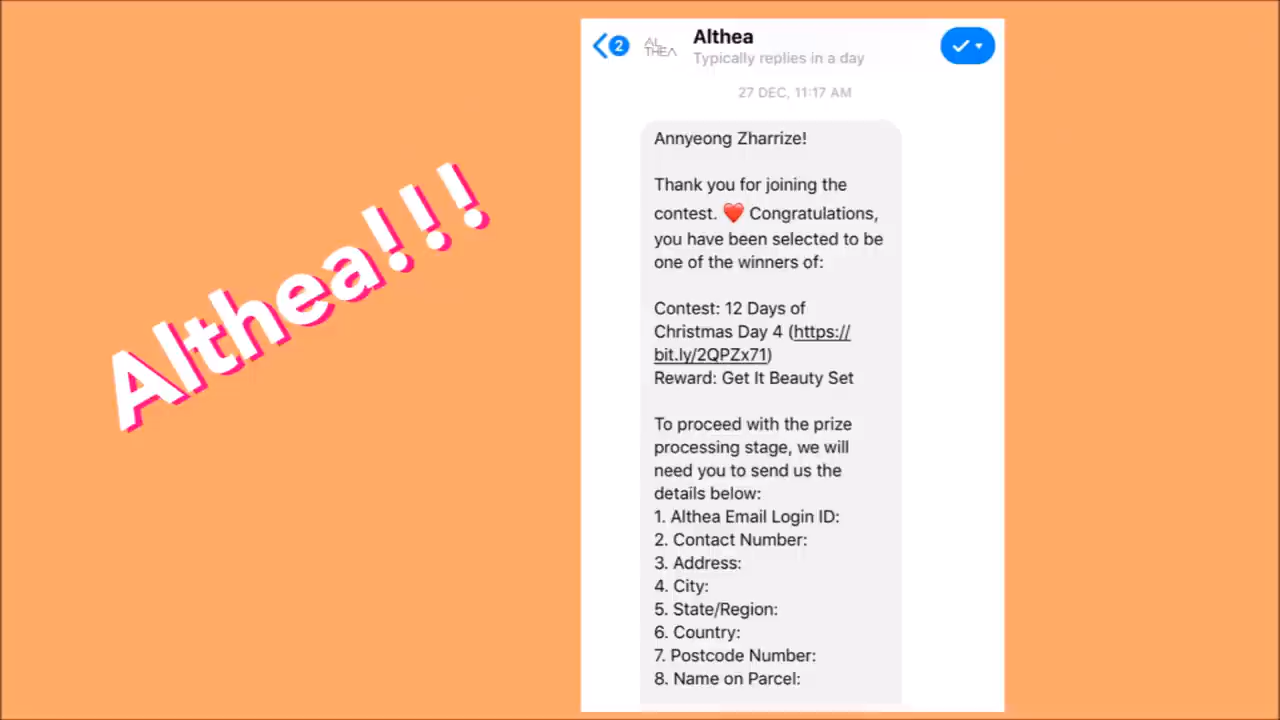 Althea!!!
2
AL
THEA
Althea
Typically replies in a day
27 DEC, 11:17 AM
Annyeong Zharrize!
Thank you for joining the
contest. ❤️ Congratulations,
you have been selected to be
one of the winners of:
Contest: 12 Days of
Christmas Day 4 (https://
bit.ly/2QPZx71)
Reward: Get It Beauty Set
To proceed with the prize
processing stage, we will
need you to send us the
details below:
1. Althea Email Login ID:
2. Contact Number:
3. Address:
4. City:
5. State/Region:
6. Country:
7. Postcode Number:
8. Name on Parcel: